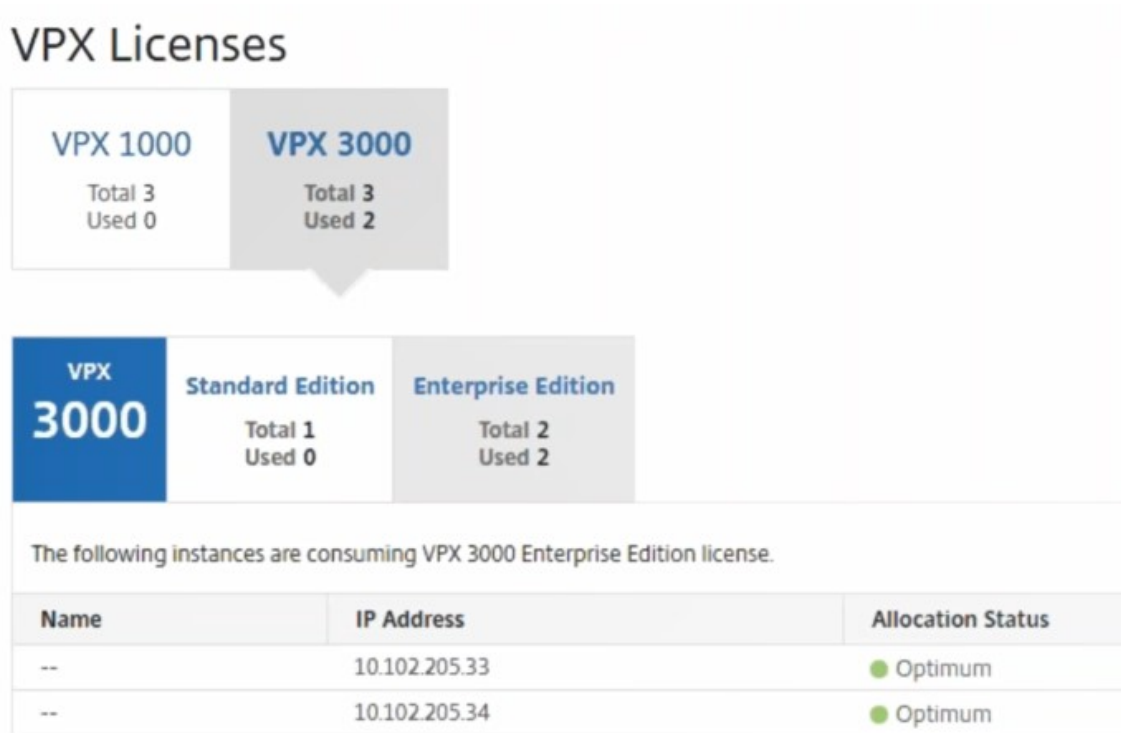 VPX Licenses
VPX 1000
Total 3
Used 0
VPX 3000
Total 3
Used 2
VPX
3000
Standard Edition
Total 1
Used 0
Enterprise Edition
Total 2
Used 2
The following instances are consuming VPX 3000 Enterprise Edition license.
Name IP Address Allocation Status
-- 10.102.205.33 Optimum
-- 10.102.205.34 Optimum